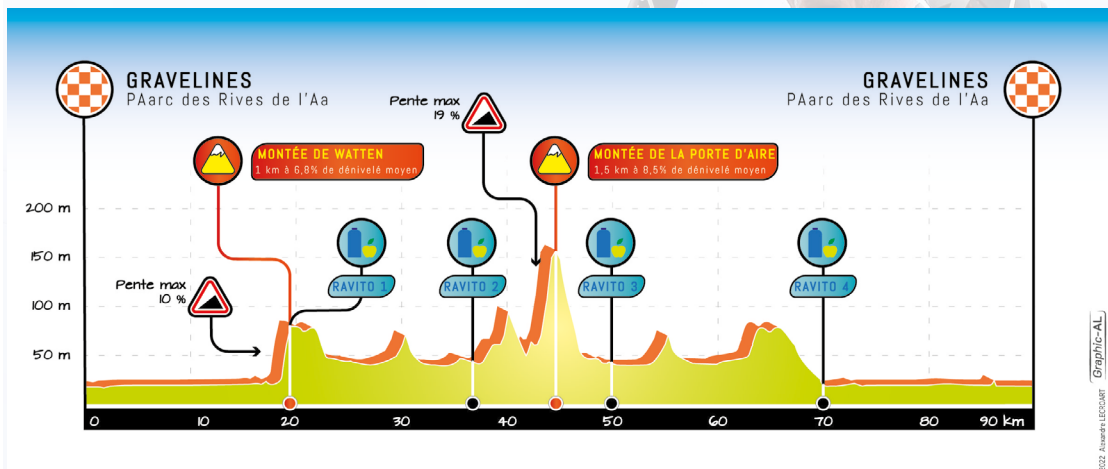 GRAVELINES
PAarc des Rives de l'Aa
GRAVELINES
PAarc des Rives de l'Aa
Pente max
19 %
MONTÉE DE WATTEN
1 km à 6,8% de dénivelé moyen
MONTÉE DE LA PORTE D'AIRE
1,5 km à 8,5% de dénivelé moyen
200 m
150 m
100 m
50 m
Pente max
10 %
RAVITO 1
RAVITO 2
RAVITO 3
RAVITO 4
0 10 20 30 40 50 60 70 80 90 km
2022 Alexandre LECROART
Graphic-AL